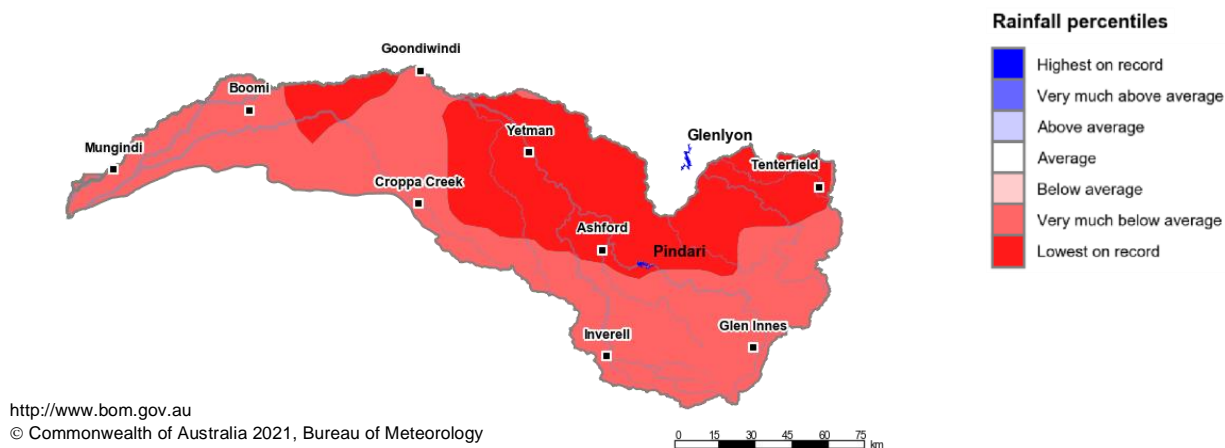 Goondiwindi
Boomi
Mungindi
Yetman
Glenlyon
Tenterfield
Croppa Creek
Ashford
Pindari
Inverell
Glen Innes
Rainfall percentiles
Highest on record
Very much above average
Above average
Average
Below average
Very much below average
Lowest on record
http://www.bom.gov.au
© Commonwealth of Australia 2021, Bureau of Meteorology
0 15 30 45 60 75
km